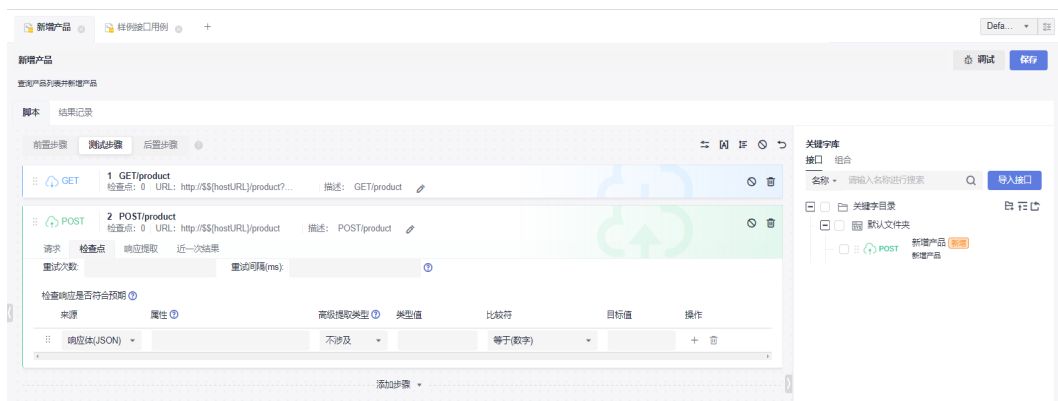 新增产品 样例接口用例 + Defa...
新增产品 调试 保存
查询产品列表并新增产品
脚本 结果记录
前置步骤 测试步骤 后置步骤
GET 1 GET/product
检查点: 0 URL: http://$${hostURL}/product?... 描述: GET/product
POST 2 POST/product
检查点: 0 URL: http://$${hostURL}/product 描述: POST/product
请求 检查点 响应提取 近一次结果
重试次数: 重试间隔(ms):
检查响应是否符合预期
来源 属性 高级提取类型 类型值 比较符 目标值 操作
响应体(JSON) 不涉及 等于(数字)
添加步骤
关键字库
接口 组合
名称 请输入名称进行搜索 导入接口
关键字目录
默认文件夹
POST 新增产品 新增
新增产品